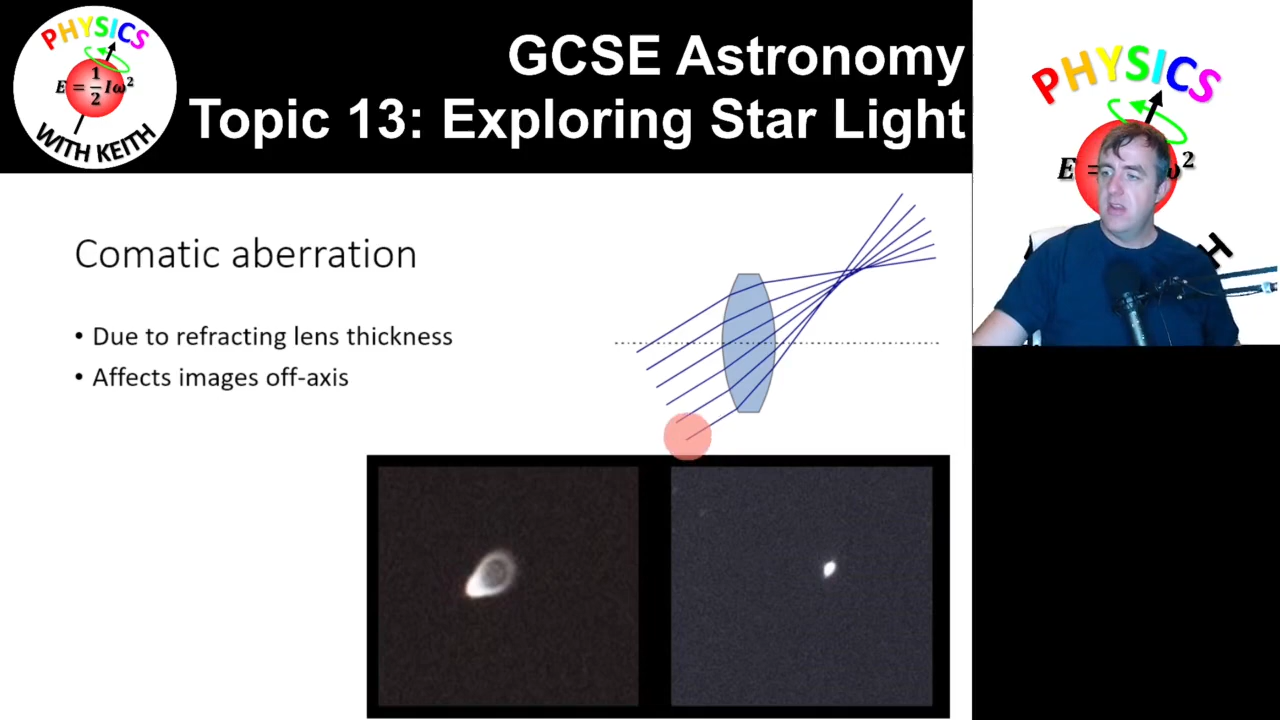 PHYSICS
E = 1/2 Iω²
WITH KEITH
GCSE Astronomy
Topic 13: Exploring Star Light
PHYSICS
E =
ω²
H
Comatic aberration
• Due to refracting lens thickness
• Affects images off-axis